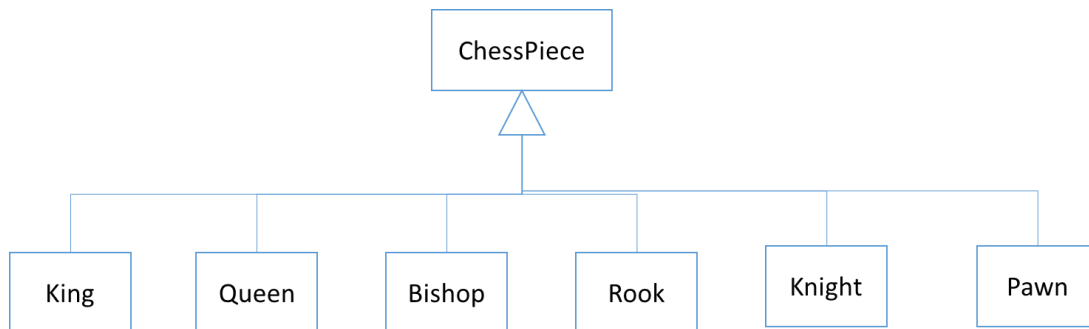 ChessPiece
King
Queen
Bishop
Rook
Knight
Pawn